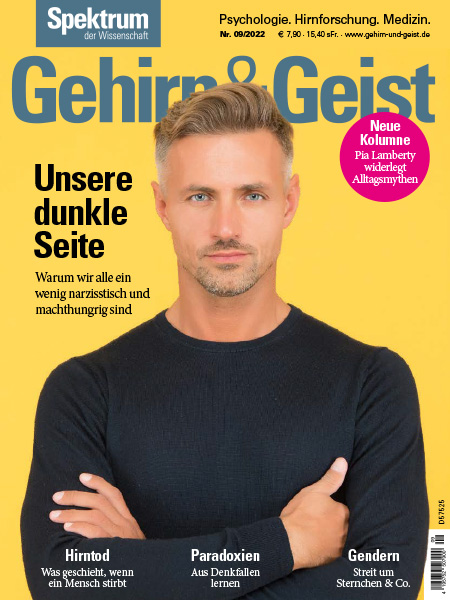 Spektrum
der Wissenschaft
Psychologie. Hirnforschung. Medizin.
Nr. 09/2022 € 7,90 · 15,40 sFr. · www.gehirn-und-geist.de
Gehirn&Geist
Neue
Kolumne
Pia Lamberty
widerlegt
Alltagsmythen
Unsere
dunkle
Seite
Warum wir alle ein
wenig narzisstisch und
machthungrig sind
Hirntod
Was geschieht, wenn
ein Mensch stirbt
Paradoxien
Aus Denkfallen
lernen
Gendern
Streit um
Sternchen & Co.
D57525